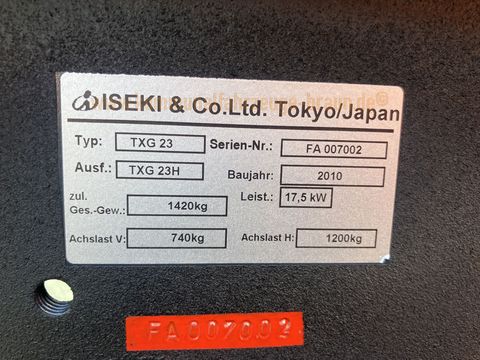 ISEKI & Co.Ltd. Tokyo/Japan
Typ: TXG 23 Serien-Nr.: FA 007002
Ausf.: TXG 23H Baujahr: 2010
zul. Ges.-Gew.: 1420kg Leist.: 17,5 kW
Achslast V: 740kg Achslast H: 1200kg
FA007002